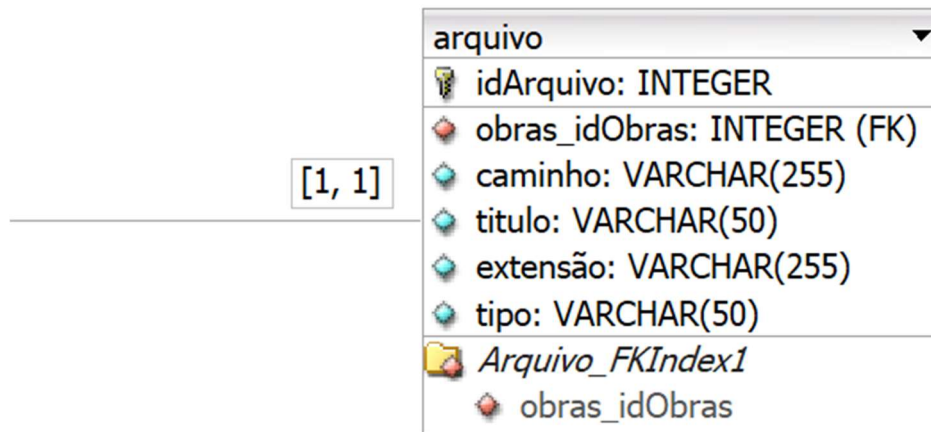 arquivo
idArquivo: INTEGER
obras_idObras: INTEGER (FK)
[1, 1]
caminho: VARCHAR(255)
titulo: VARCHAR(50)
extensão: VARCHAR(255)
tipo: VARCHAR(50)
Arquivo_FKIndex1
obras_idObras